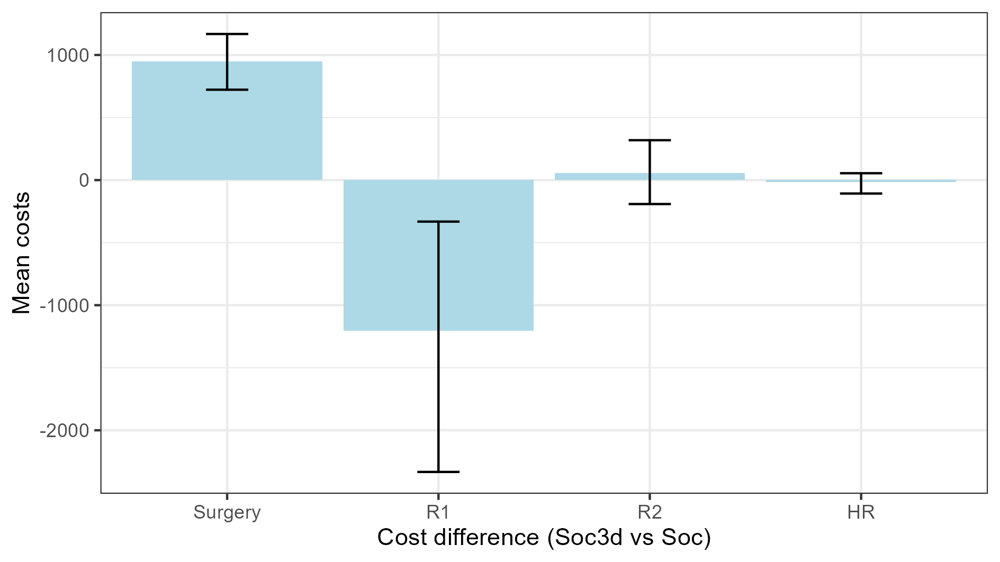 Mean costs
1000
0
-1000
-2000
Surgery
R1
R2
HR
Cost difference (Soc3d vs Soc)